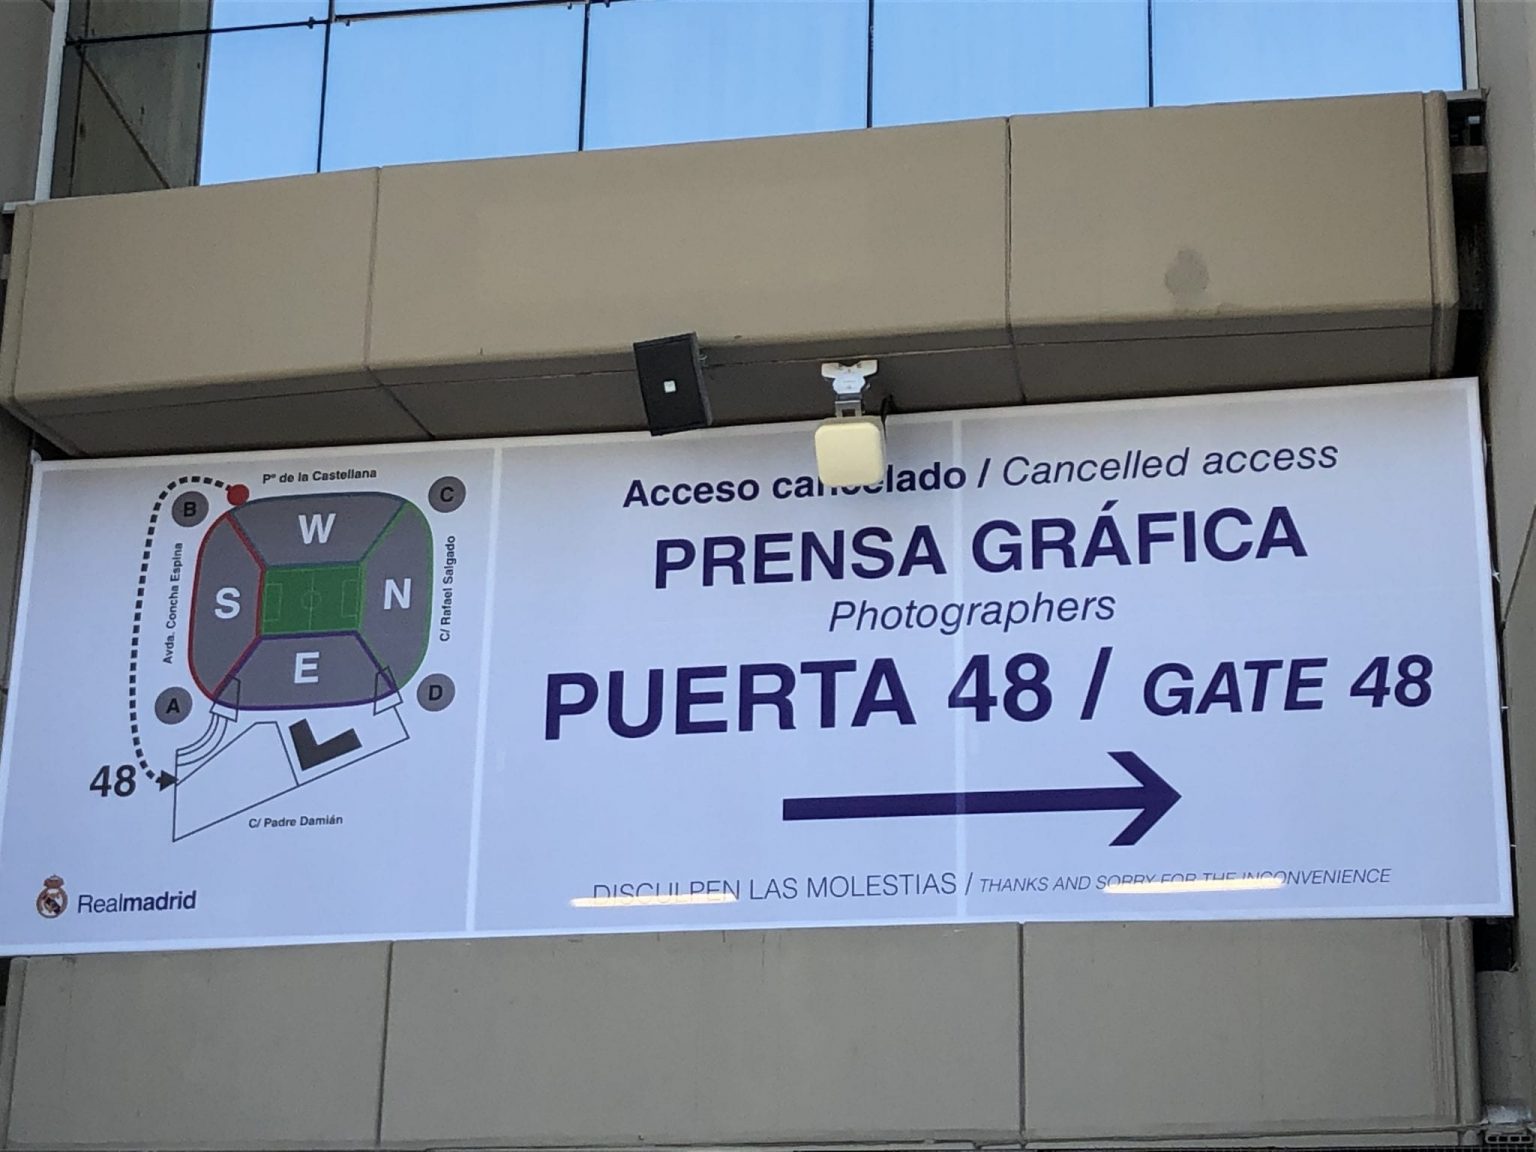 Pº de la Castellana
B
C
W
Avda. Concha Espina
S
N
C/ Rafael Salgado
E
A
D
48
C/ Padre Damián
Realmadrid
Acceso cancelado / Cancelled access
PRENSA GRÁFICA
Photographers
PUERTA 48 / GATE 48
DISCULPEN LAS MOLESTIAS / THANKS AND SORRY FOR THE INCONVENIENCE